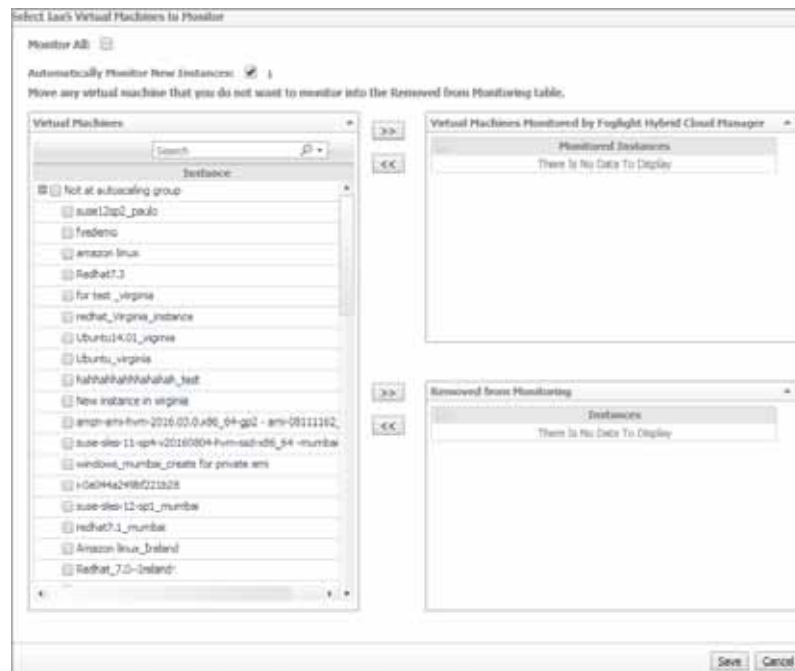 Select IaaS Virtual Machines to Monitor
Monitor All:
Automatically Monitor New Instances:
Move any virtual machine that you do not want to monitor into the Removed from Monitoring table.
Virtual Machines
Search
Instance
Not at autoscaling group
suse12sp2_paulo
fvedemo
amazon linux
Redhat7.3
for test _virginia
redhat_Virginia_instance
Ubuntu14.01_viginia
Ubuntu_virginia
New instance in virginia
windows_mumbai_create for private ami
suse-sles-12-sp1_mumbai
redhat7.1_mumbai
Amazon linux_Ireland
Redhat_7.0--Ireland
>>
<<
Virtual Machines Monitored by Foglight Hybrid Cloud Manager
Monitored Instances
There Is No Data To Display
>>
<<
Removed from Monitoring
Instances
There Is No Data To Display
Save
Cancel